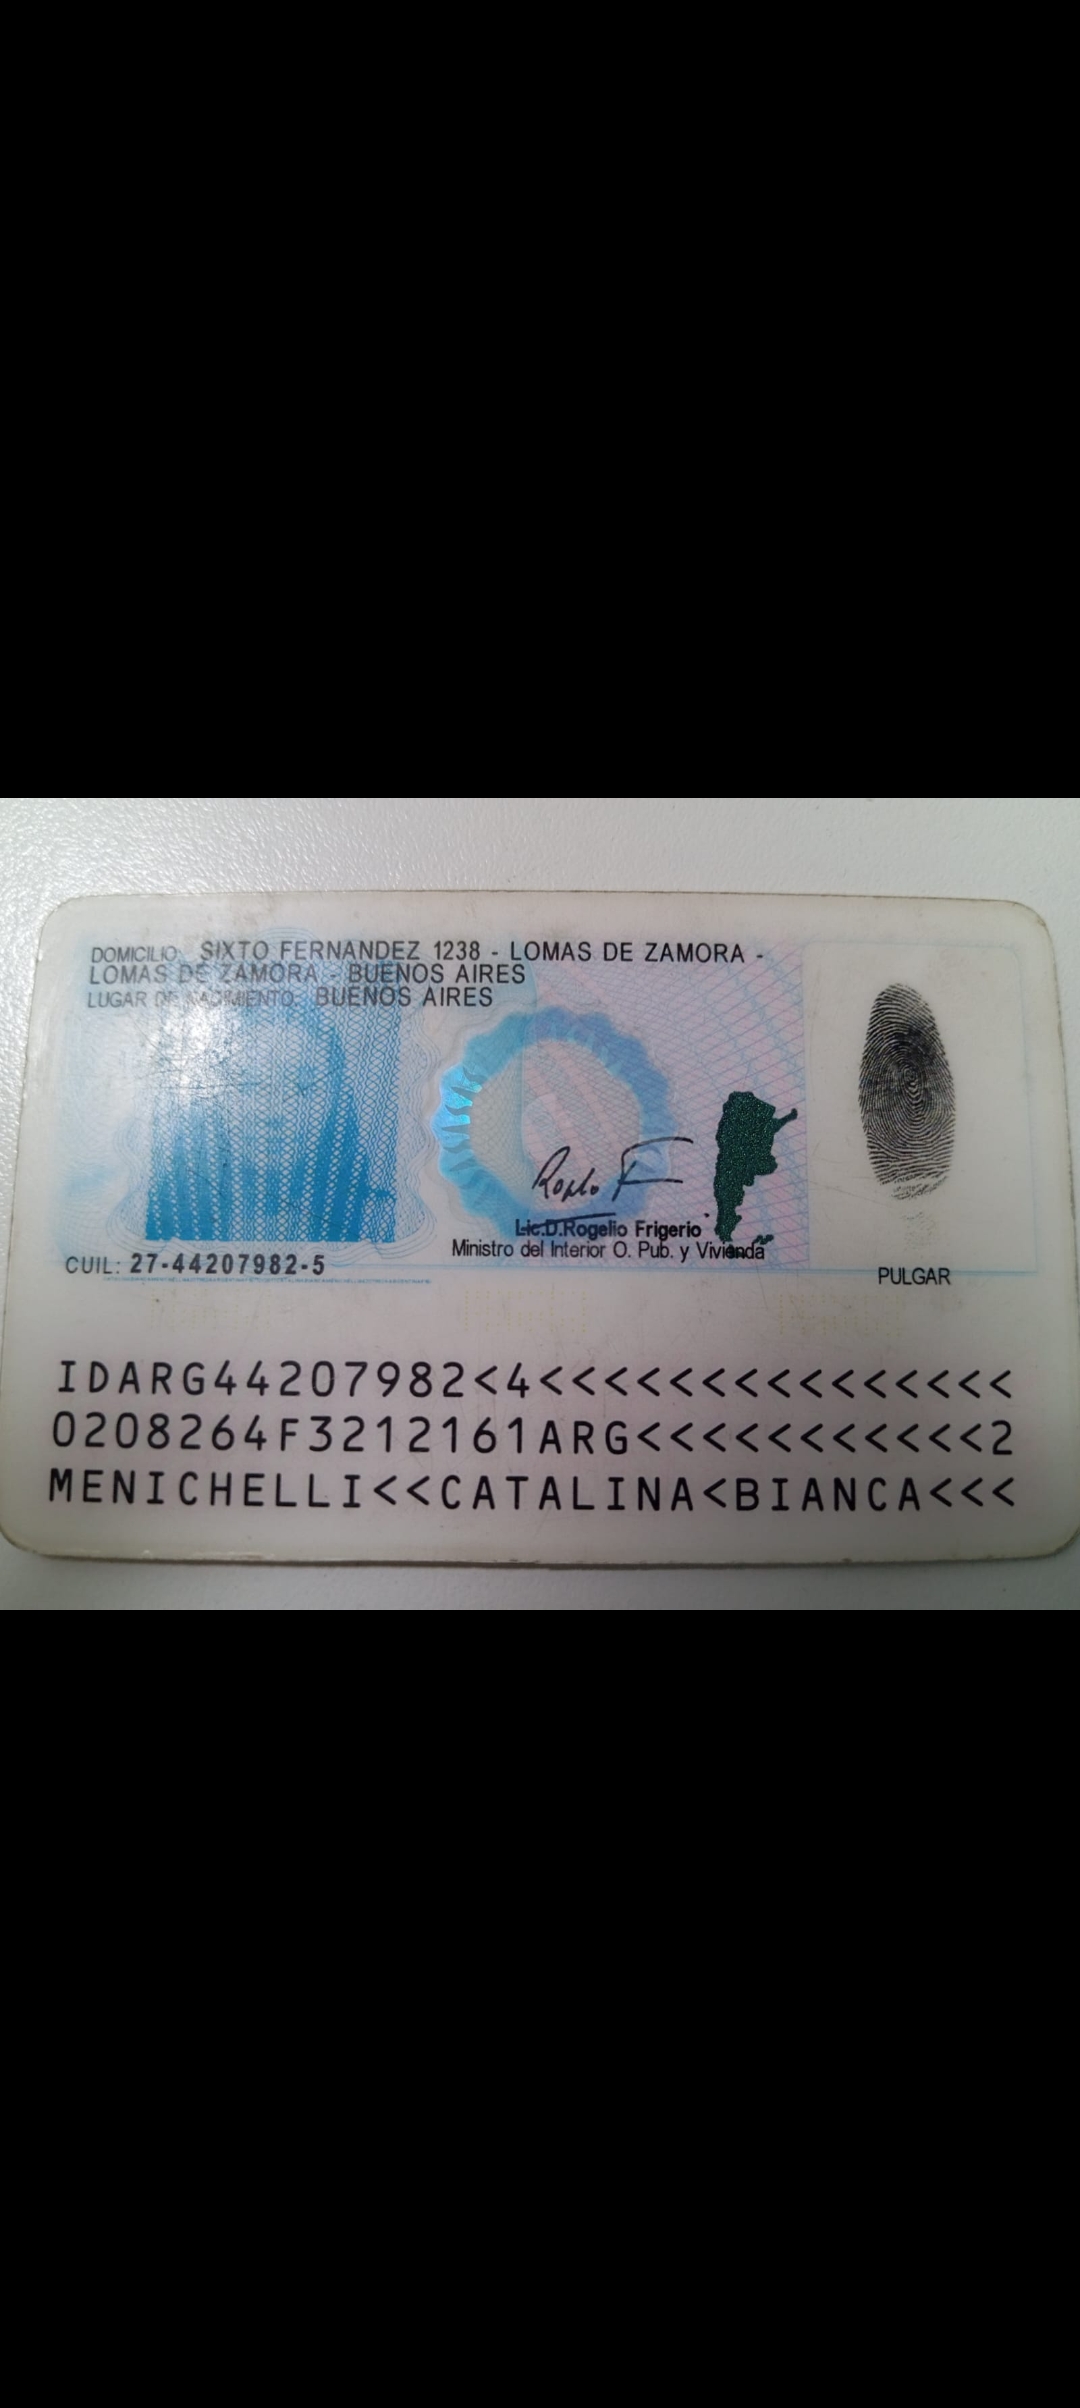 DOMICILIO: SIXTO FERNANDEZ 1238 - LOMAS DE ZAMORA -
LOMAS DE ZAMORA - BUENOS AIRES
LUGAR DE NACIMIENTO: BUENOS AIRES
Lic.D.Rogelio Frigerio
Ministro del Interior O. Pub. y Vivienda
CUIL: 27-44207982-5
PULGAR
IDARG44207982<4<<<<<<<<<<<<<<<
0208264F3212161ARG<<<<<<<<<<<2
MENICHELLI<<CATALINA<BIANCA<<<